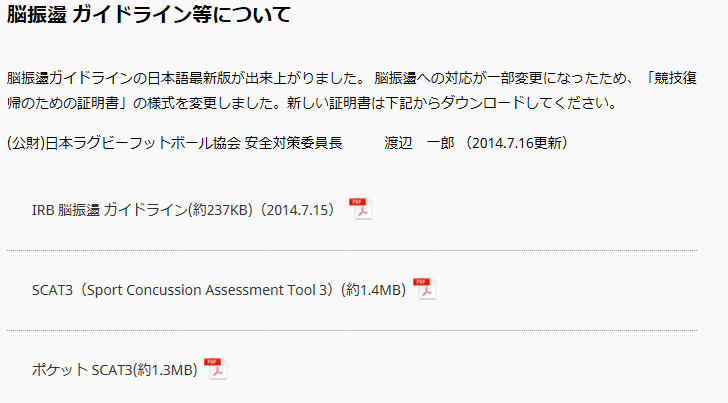 脳振盪 ガイドライン等について
脳振盪ガイドラインの日本語最新版が出来上がりました。 脳振盪への対応が一部変更になったため、「競技復
帰のための証明書」の様式を変更しました。新しい証明書は下記からダウンロードしてください。
(公財)日本ラグビーフットボール協会 安全対策委員長　　　渡辺　一郎 （2014.7.16更新）
IRB 脳振盪 ガイドライン(約237KB)（2014.7.15） PDF
SCAT3（Sport Concussion Assessment Tool 3）(約1.4MB) PDF
ポケット SCAT3(約1.3MB) PDF